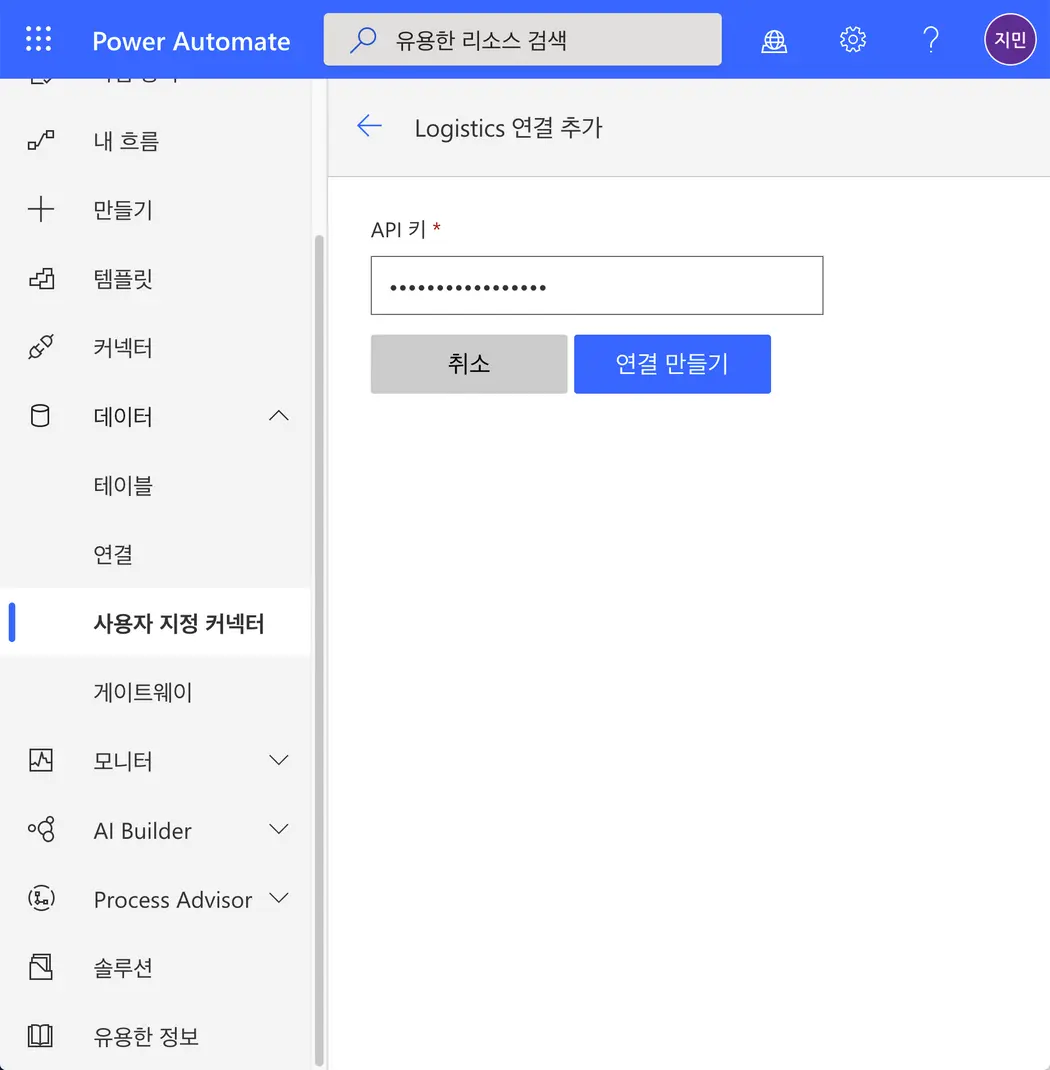 Power Automate
유용한 리소스 검색
지민
내 흐름
만들기
템플릿
커넥터
데이터
테이블
연결
사용자 지정 커넥터
게이트웨이
모니터
AI Builder
Process Advisor
솔루션
유용한 정보
Logistics 연결 추가
API 키 *
•••••••••••••••••
취소
연결 만들기